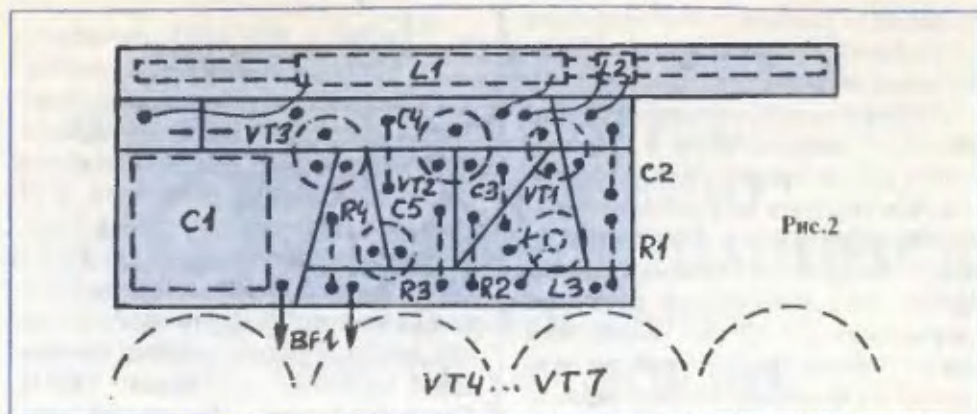 L1 L2
VT3 C4
VT2 C3 VT1 C2
C1 R4 C5 Рис.2
R1
R3 R2 L3
BF1
VT4... VT7